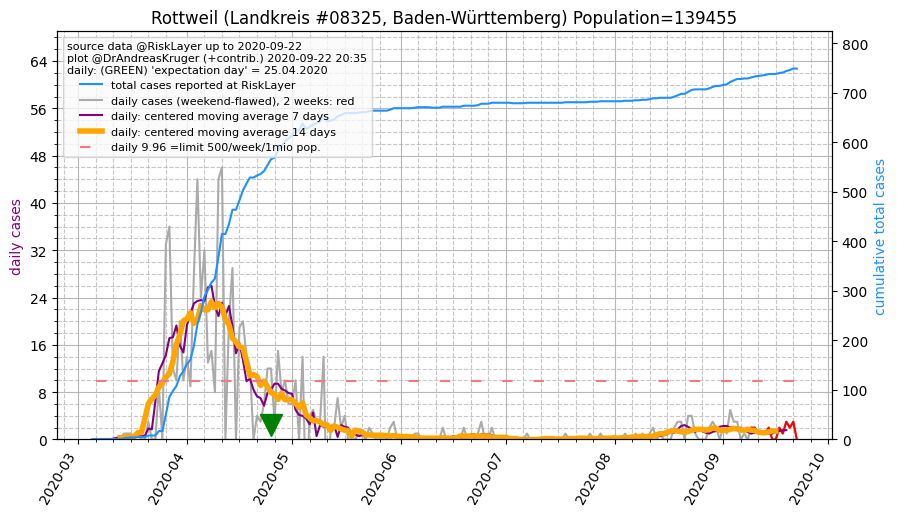 Rottweil (Landkreis #08325, Baden-Württemberg) Population=139455
source data @RiskLayer up to 2020-09-22
plot @DrAndreasKruger (+contrib.) 2020-09-22 20:35
daily: (GREEN) 'expectation day' = 25.04.2020
total cases reported at RiskLayer
daily cases (weekend-flawed), 2 weeks: red
daily: centered moving average 7 days
daily: centered moving average 14 days
daily 9.96 =limit 500/week/1mio pop.
daily cases
64
56
48
40
32
24
16
8
0
800
700
600
500
400
300
200
100
0
cumulative total cases
2020-03
2020-04
2020-05
2020-06
2020-07
2020-08
2020-09
2020-10